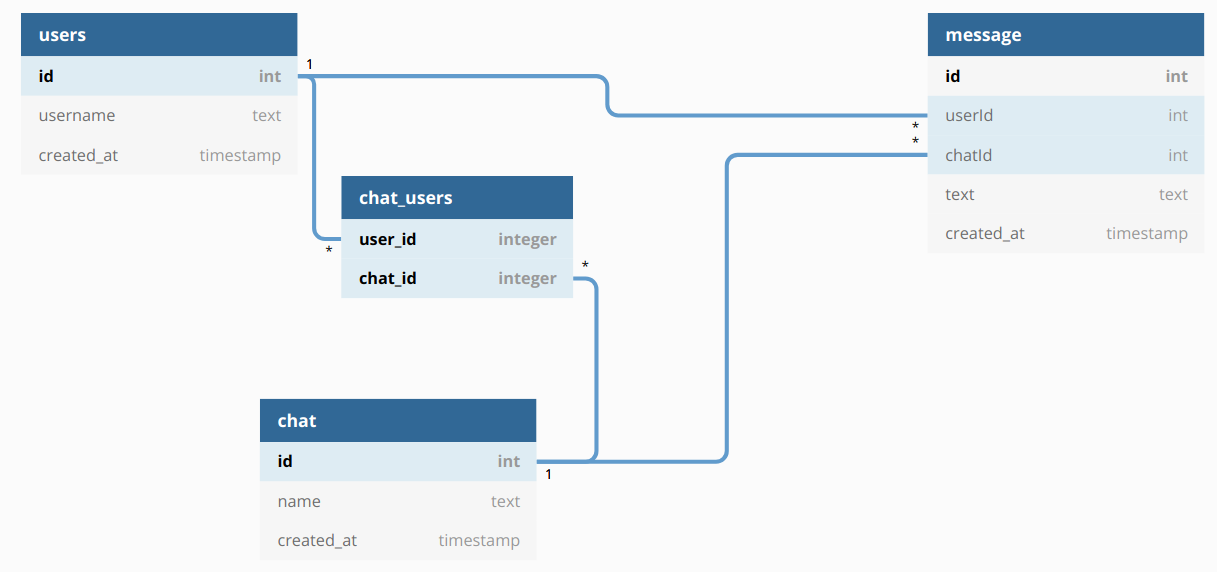 users
id int
username text
created_at timestamp
1
*
chat_users
user_id integer
chat_id integer
*
chat
id int
name text
created_at timestamp
1
message
id int
userId int
chatId int
text text
created_at timestamp
*
*